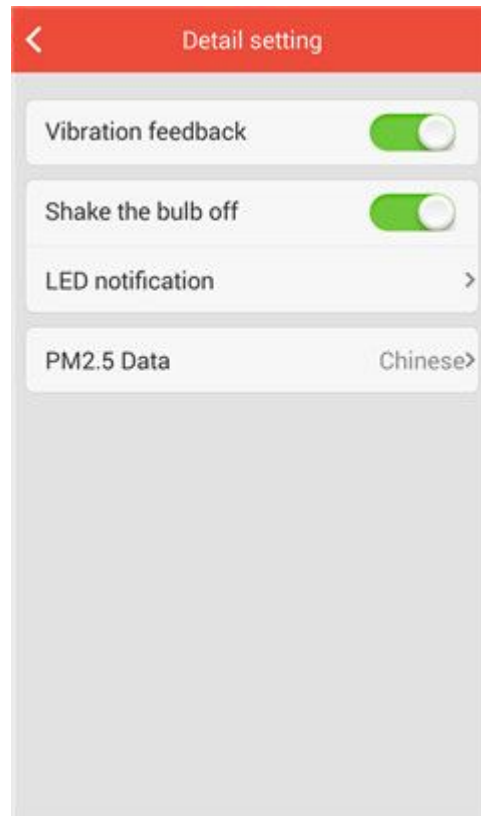 Detail setting
Vibration feedback
Shake the bulb off
LED notification
PM2.5 Data Chinese